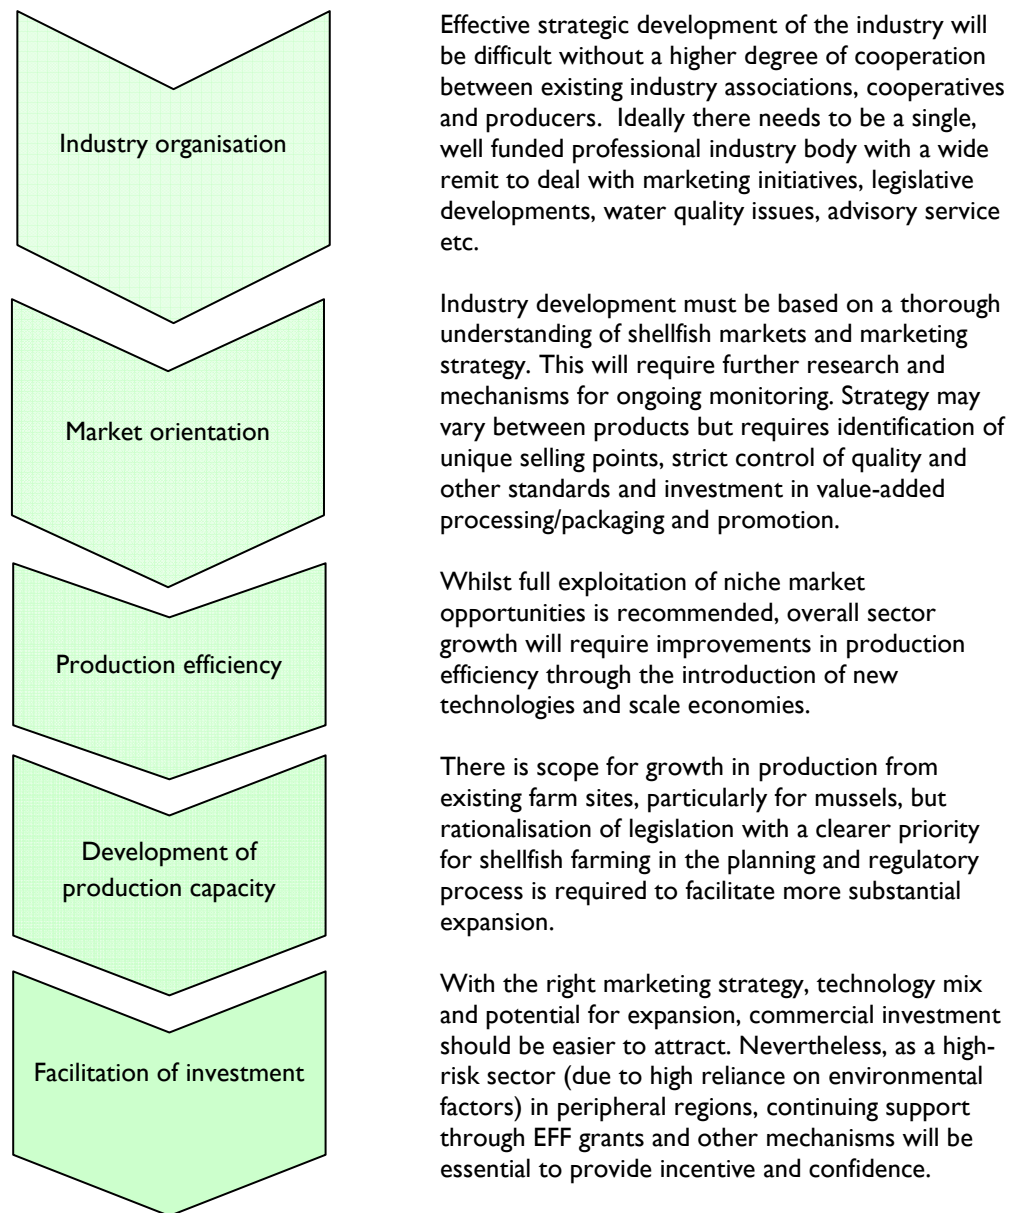 Industry organisation
Effective strategic development of the industry will
be difficult without a higher degree of cooperation
between existing industry associations, cooperatives
and producers.  Ideally there needs to be a single,
well funded professional industry body with a wide
remit to deal with marketing initiatives, legislative
developments, water quality issues, advisory service
etc.
Market orientation
Industry development must be based on a thorough
understanding of shellfish markets and marketing
strategy. This will require further research and
mechanisms for ongoing monitoring. Strategy may
vary between products but requires identification of
unique selling points, strict control of quality and
other standards and investment in value-added
processing/packaging and promotion.
Production efficiency
Whilst full exploitation of niche market
opportunities is recommended, overall sector
growth will require improvements in production
efficiency through the introduction of new
technologies and scale economies.
Development of
production capacity
There is scope for growth in production from
existing farm sites, particularly for mussels, but
rationalisation of legislation with a clearer priority
for shellfish farming in the planning and regulatory
process is required to facilitate more substantial
expansion.
Facilitation of investment
With the right marketing strategy, technology mix
and potential for expansion, commercial investment
should be easier to attract. Nevertheless, as a high-
risk sector (due to high reliance on environmental
factors) in peripheral regions, continuing support
through EFF grants and other mechanisms will be
essential to provide incentive and confidence.